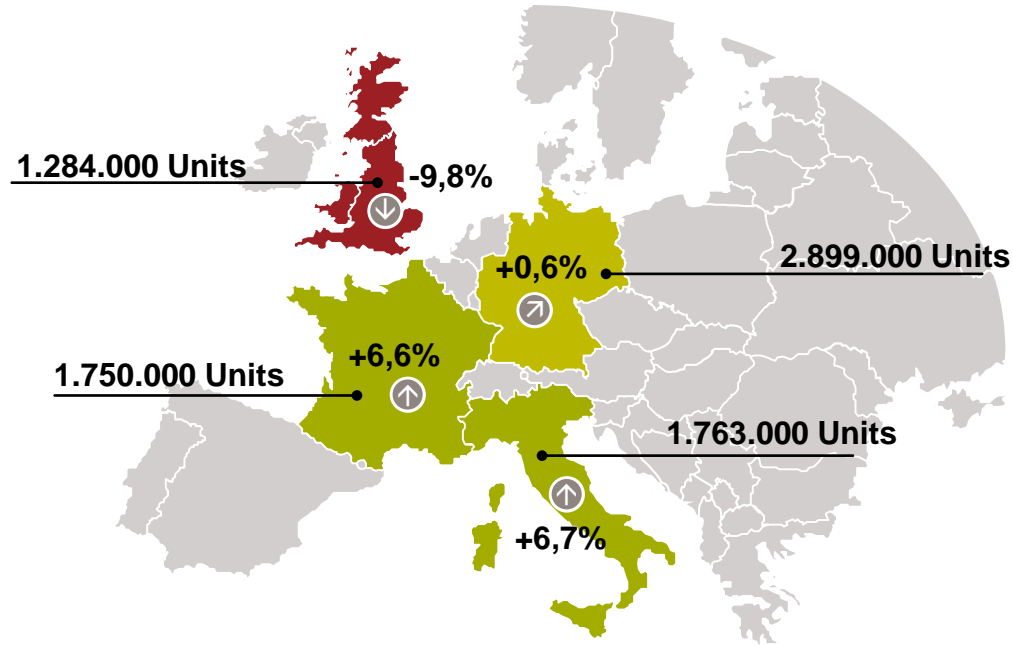 1.284.000 Units
-9,8%
2.899.000 Units
+0,6%
+6,6%
1.750.000 Units
1.763.000 Units
+6,7%